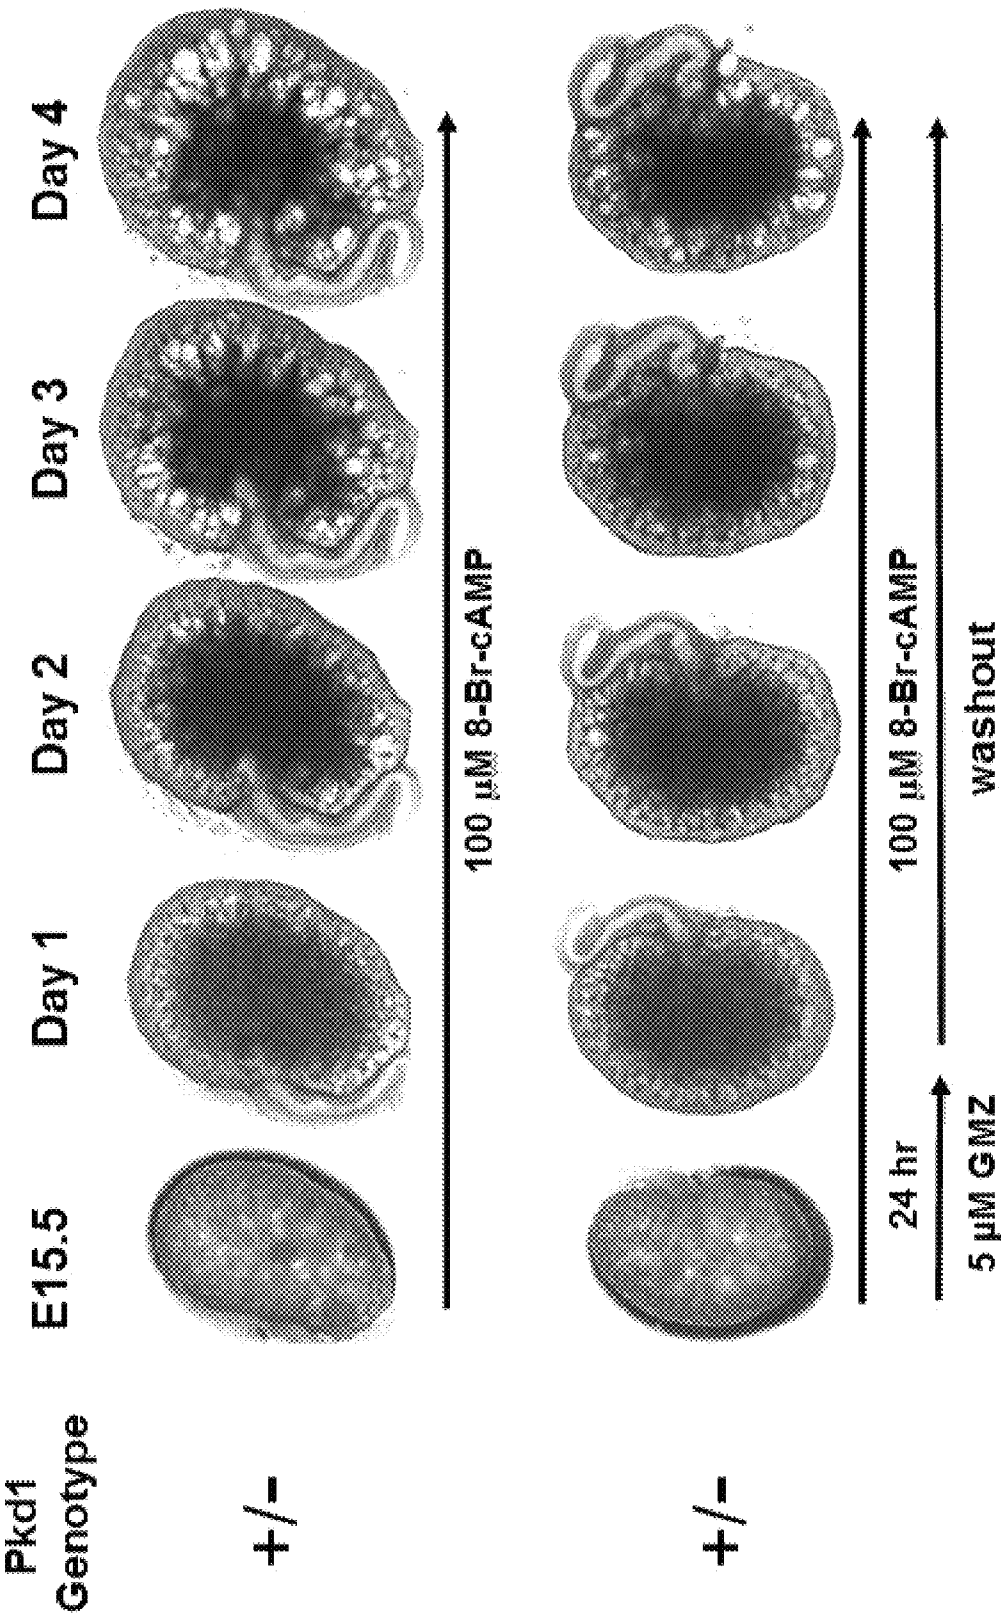 Pkd1
Genotype
E15.5
Day 1
Day 2
Day 3
Day 4
+/−
100 µM 8-Br-cAMP
+/−
24 hr
100 µM 8-Br-cAMP
5 µM GMZ
washout